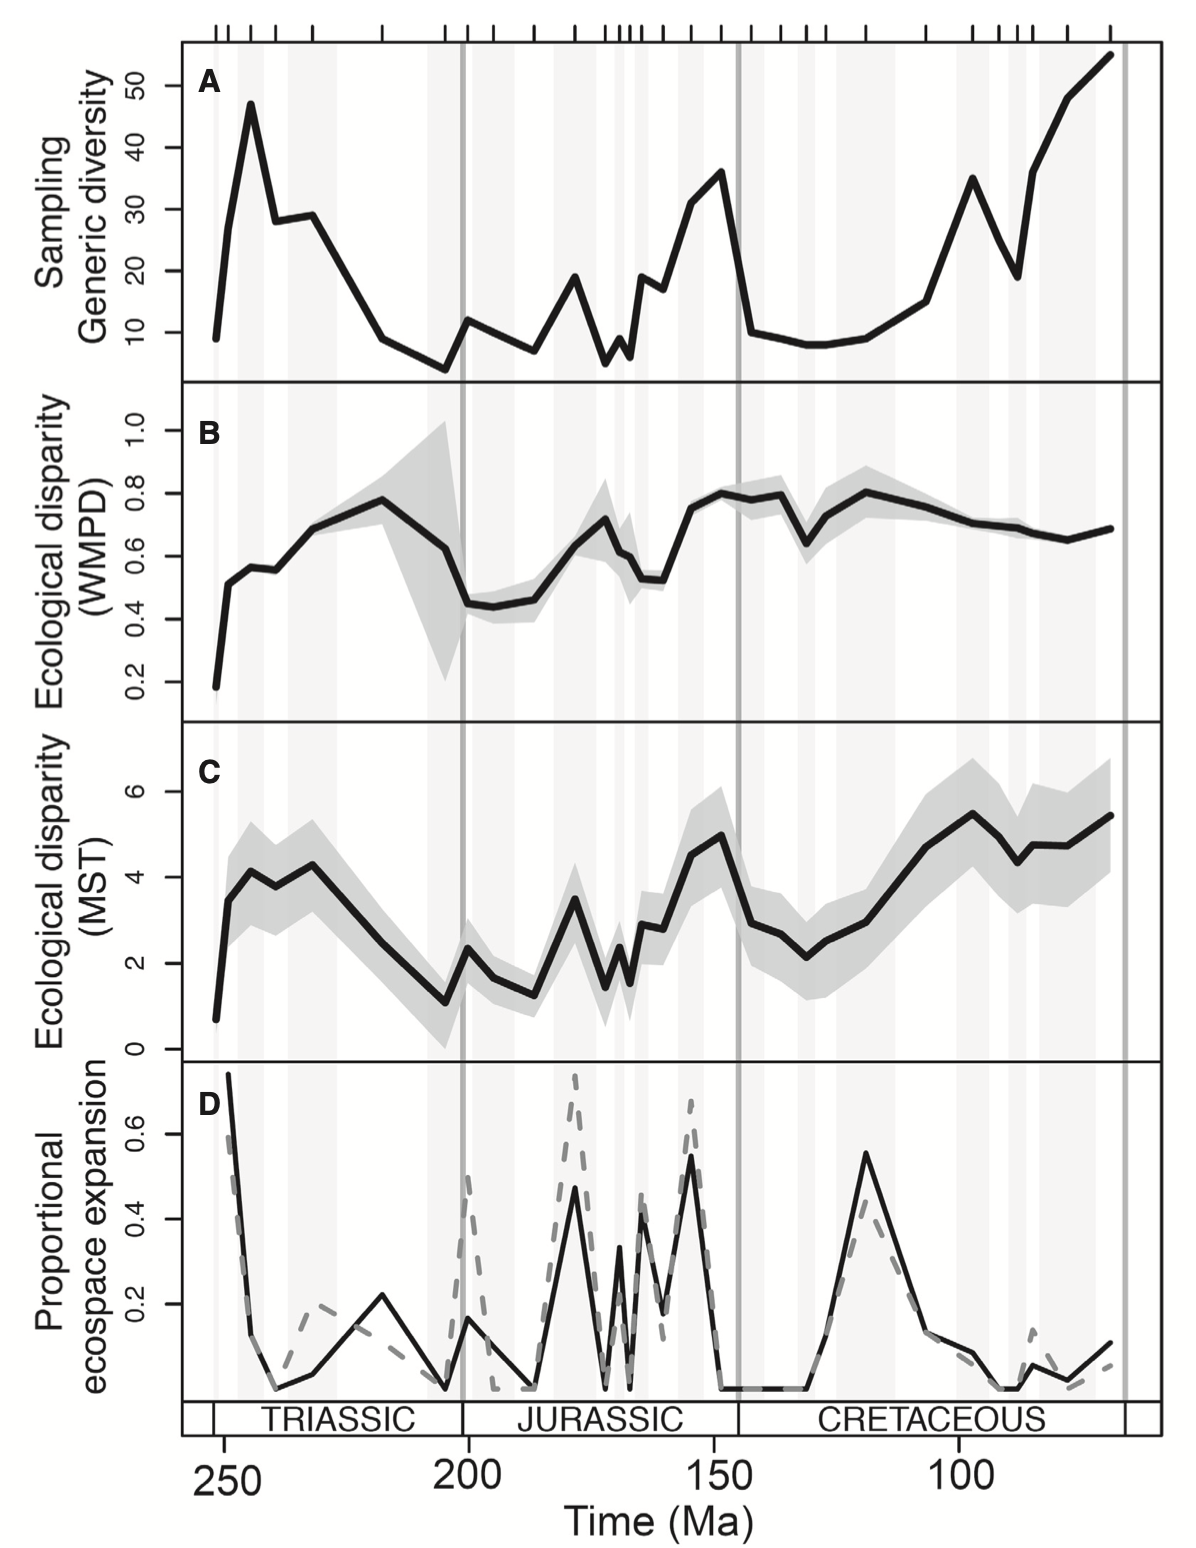 A
Sampling
Generic diversity
50
40
30
20
10
B
Ecological disparity
(WMPD)
1.0
0.8
0.6
0.4
0.2
C
Ecological disparity
(MST)
6
4
2
0
D
Proportional
ecospace expansion
0.6
0.4
0.2
TRIASSIC JURASSIC CRETACEOUS
250 200 150 100
Time (Ma)